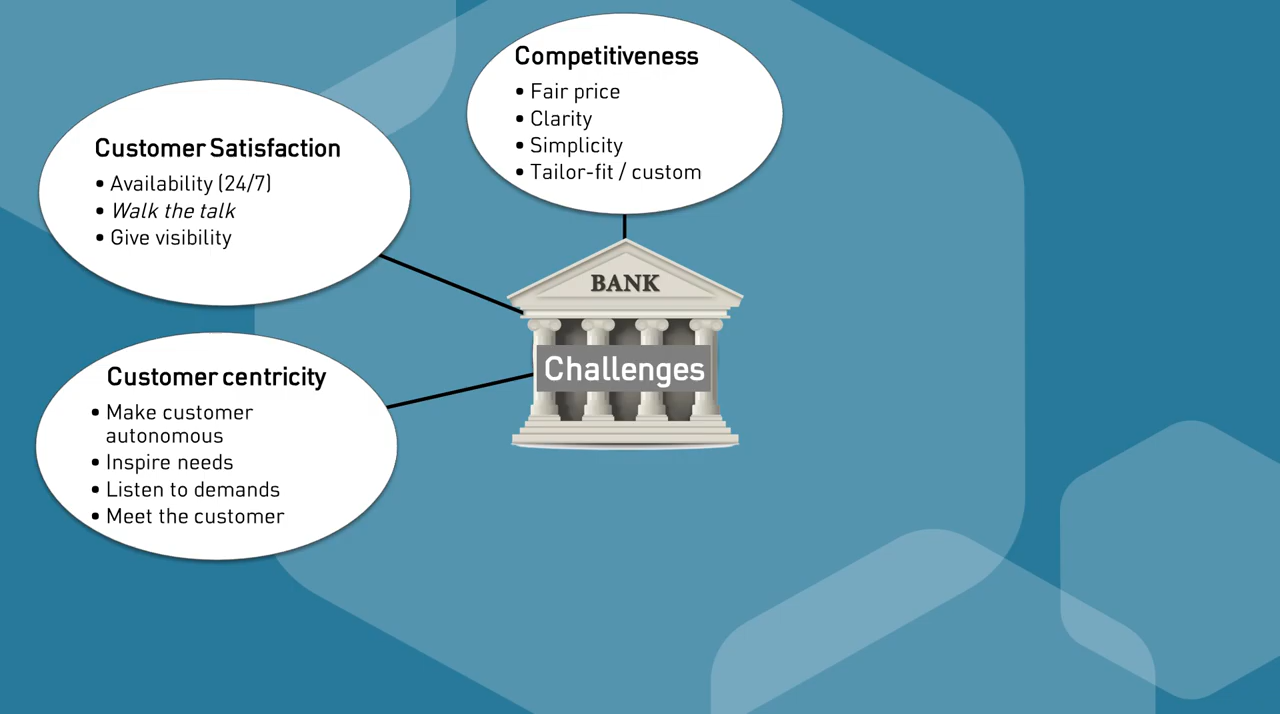 Competitiveness
• Fair price
• Clarity
• Simplicity
• Tailor-fit / custom
Customer Satisfaction
• Availability (24/7)
• Walk the talk
• Give visibility
BANK
Challenges
Customer centricity
• Make customer
autonomous
• Inspire needs
• Listen to demands
• Meet the customer